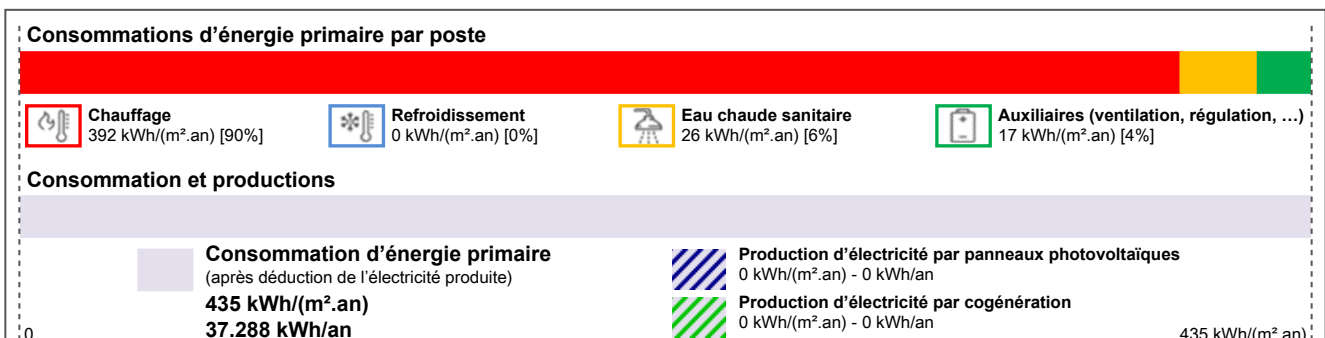 Consommations d'énergie primaire par poste
Chauffage
392 kWh/(m².an) [90%]
Refroidissement
0 kWh/(m².an) [0%]
Eau chaude sanitaire
26 kWh/(m².an) [6%]
Auxiliaires (ventilation, régulation, …)
17 kWh/(m².an) [4%]
Consommation et productions
Consommation d'énergie primaire
(après déduction de l'électricité produite)
435 kWh/(m².an)
37.288 kWh/an
Production d'électricité par panneaux photovoltaïques
0 kWh/(m².an) - 0 kWh/an
Production d'électricité par cogénération
0 kWh/(m².an) - 0 kWh/an
0
435 kWh/(m².an)